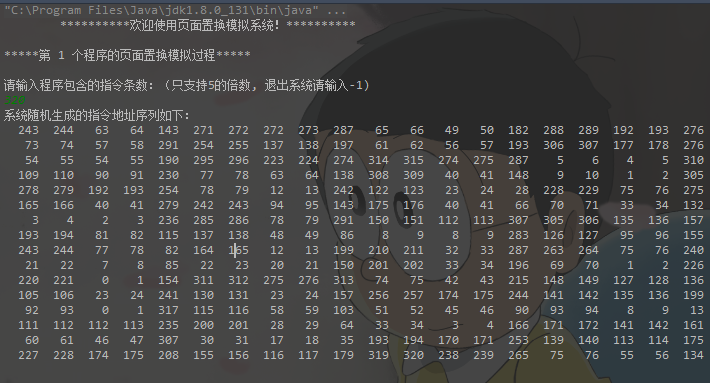 "C:\Program Files\Java\jdk1.8.0_131\bin\java" ...
**********欢迎使用页面置换模拟系统! **********
*****第 1 个程序的页面置换模拟过程*****
请输入程序包含的指令条数: (只支持5的倍数, 退出系统请输入-1)
320
系统随机生成的指令地址序列如下:
243 244 63 64 143 271 272 272 273 287 65 66 49 50 182 288 289 192 193 276
73 74 57 58 291 254 255 137 138 197 61 62 56 57 193 306 307 177 178 276
54 55 54 55 190 295 296 223 224 274 314 315 274 275 287 5 6 4 5 310
109 110 90 91 230 77 78 63 64 138 308 309 40 41 148 9 10 1 2 305
278 279 192 193 254 78 79 12 13 242 122 123 23 24 28 228 229 75 76 275
165 166 40 41 279 242 243 94 95 143 175 176 40 41 66 70 71 33 34 132
3 4 2 3 236 285 286 78 79 291 150 151 112 113 307 305 306 135 136 157
193 194 81 82 115 137 138 48 49 86 8 9 8 9 283 126 127 95 96 155
243 244 77 78 82 164 165 12 13 199 210 211 32 33 287 263 264 75 76 240
21 22 7 8 85 22 23 20 21 150 201 202 33 34 196 69 70 1 2 226
220 221 0 1 154 311 312 275 276 313 74 75 42 43 215 148 149 127 128 136
105 106 23 24 241 130 131 23 24 157 256 257 174 175 244 141 142 135 136 199
92 93 0 1 317 115 116 58 59 103 51 52 45 46 90 93 94 8 9 13
111 112 112 113 235 200 201 28 29 64 33 34 3 4 166 171 172 141 142 161
60 61 46 47 307 30 31 17 18 35 193 194 170 171 253 139 140 113 114 175
227 228 174 175 208 155 156 116 117 179 319 320 238 239 265 75 76 55 56 134